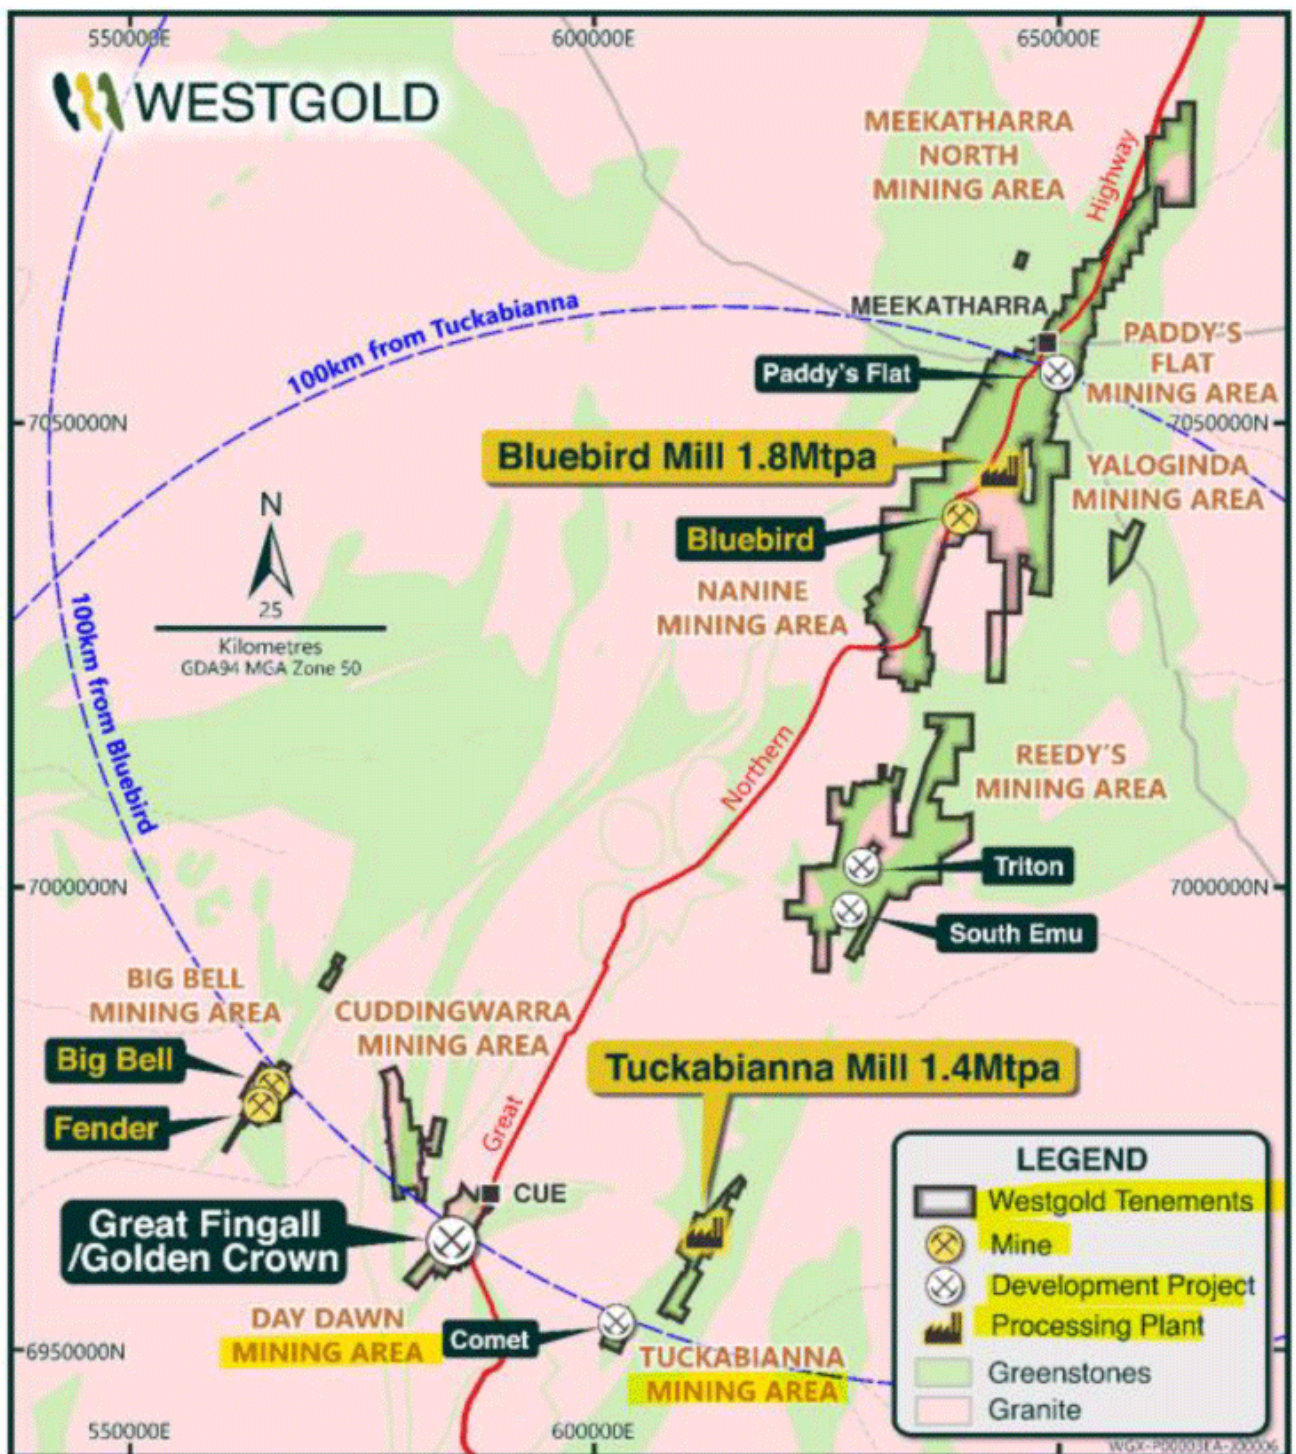 550000E
600000E
650000E
WESTGOLD
MEEKATHARRA
NORTH
MINING AREA
Highway
100km from Tuckabianna
MEEKATHARRA
PADDY'S
FLAT
MINING AREA
Paddy's Flat
7050000N
7050000N
Bluebird Mill 1.8Mtpa
YALOGINDA
MINING AREA
N
Bluebird
25
Kilometres
GDA94 MGA Zone 50
NANINE
MINING AREA
100km from Bluebird
Northern
REEDY'S
MINING AREA
Triton
7000000N
7000000N
South Emu
BIG BELL
MINING AREA
CUDDINGWARRA
MINING AREA
Big Bell
Tuckabianna Mill 1.4Mtpa
Fender
Great
CUE
Great Fingall
/Golden Crown
DAY DAWN
MINING AREA
Comet
6950000N
TUCKABIANNA
MINING AREA
LEGEND
Westgold Tenements
Mine
Development Project
Processing Plant
Greenstones
Granite
550000E
600000E